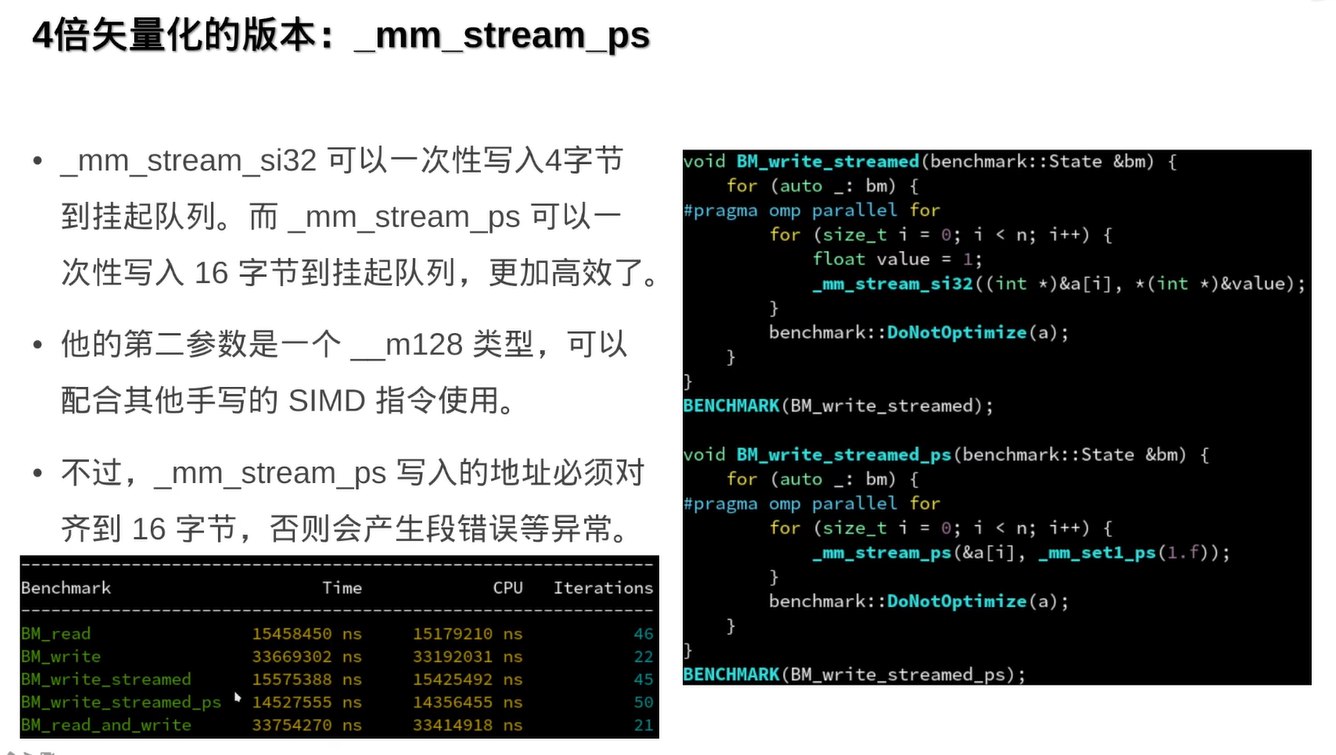 4倍矢量化的版本：_mm_stream_ps
• _mm_stream_si32 可以一次性写入4字节
到挂起队列。而 _mm_stream_ps 可以一
次性写入 16 字节到挂起队列，更加高效了。
• 他的第二参数是一个 __m128 类型，可以
配合其他手写的 SIMD 指令使用。
• 不过，_mm_stream_ps 写入的地址必须对
齐到 16 字节，否则会产生段错误等异常。
---------------------------------------------------------------
Benchmark Time CPU Iterations
---------------------------------------------------------------
BM_read 15458450 ns 15179210 ns 46
BM_write 33669302 ns 33192031 ns 22
BM_write_streamed 15575388 ns 15425492 ns 45
BM_write_streamed_ps 14527555 ns 14356455 ns 50
BM_read_and_write 33754270 ns 33414918 ns 21
void BM_write_streamed(benchmark::State &bm) {
    for (auto _: bm) {
#pragma omp parallel for
        for (size_t i = 0; i < n; i++) {
            float value = 1;
            _mm_stream_si32((int *)&a[i], *(int *)&value);
        }
        benchmark::DoNotOptimize(a);
    }
}
BENCHMARK(BM_write_streamed);
void BM_write_streamed_ps(benchmark::State &bm) {
    for (auto _: bm) {
#pragma omp parallel for
        for (size_t i = 0; i < n; i++) {
            _mm_stream_ps(&a[i], _mm_set1_ps(1.f));
        }
        benchmark::DoNotOptimize(a);
    }
}
BENCHMARK(BM_write_streamed_ps);